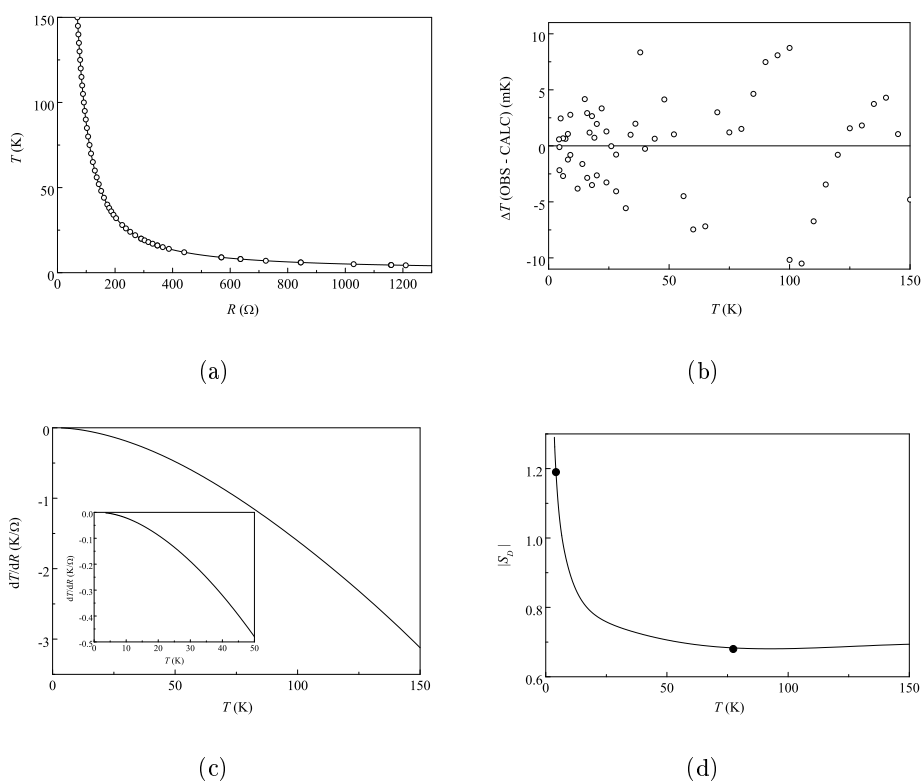 150
100
50
0
T (K)
0 200 400 600 800 1000 1200
R (Ω)
(a)
10
5
0
-5
-10
ΔT (OBS - CALC) (mK)
0 50 100 150
T (K)
(b)
0
-1
-2
-3
dT/dR (K/Ω)
0 50 100 150
T (K)
0.0
-0.1
-0.2
-0.3
-0.4
-0.5
dT/dR (K/Ω)
0 10 20 30 40 50
T (K)
(c)
1.2
1.0
0.8
0.6
|S_D|
0 50 100 150
T (K)
(d)